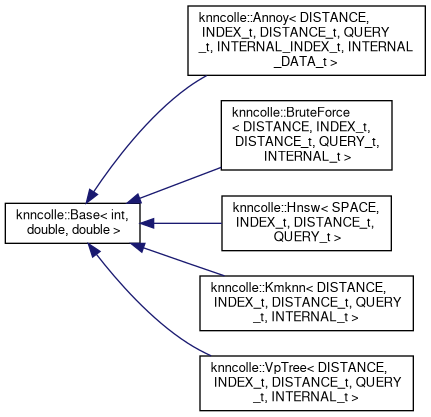 knncolle::Annoy< DISTANCE,
INDEX_t, DISTANCE_t, QUERY
_t, INTERNAL_INDEX_t, INTERNAL
_DATA_t >
knncolle::BruteForce
< DISTANCE, INDEX_t,
DISTANCE_t, QUERY_t,
INTERNAL_t >
knncolle::Base< int,
double, double >
knncolle::Hnsw< SPACE,
INDEX_t, DISTANCE_t,
QUERY_t >
knncolle::Kmknn< DISTANCE,
INDEX_t, DISTANCE_t, QUERY
_t, INTERNAL_t >
knncolle::VpTree< DISTANCE,
INDEX_t, DISTANCE_t, QUERY
_t, INTERNAL_t >